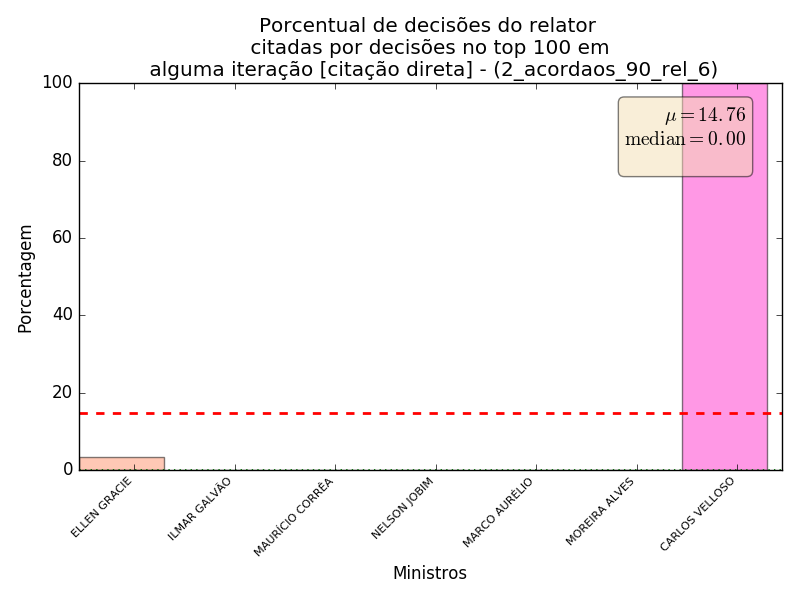 Porcentual de decisões do relator
citadas por decisões no top 100 em
alguma iteração [citação direta] - (2_acordaos_90_rel_6)
100
80
60
40
20
0
Porcentagem
μ = 14.76
median = 0.00
ELLEN GRACIE
ILMAR GALVÃO
MAURÍCIO CORRÊA
NELSON JOBIM
MARCO AURÉLIO
MOREIRA ALVES
CARLOS VELLOSO
Ministros